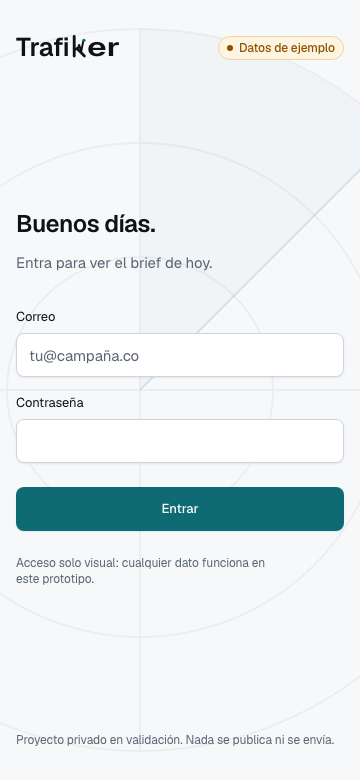 Trafiker
Datos de ejemplo
Buenos días.
Entra para ver el brief de hoy.
Correo
tu@campaña.co
Contraseña
Entrar
Acceso solo visual: cualquier dato funciona en
este prototipo.
Proyecto privado en validación. Nada se publica ni se envía.